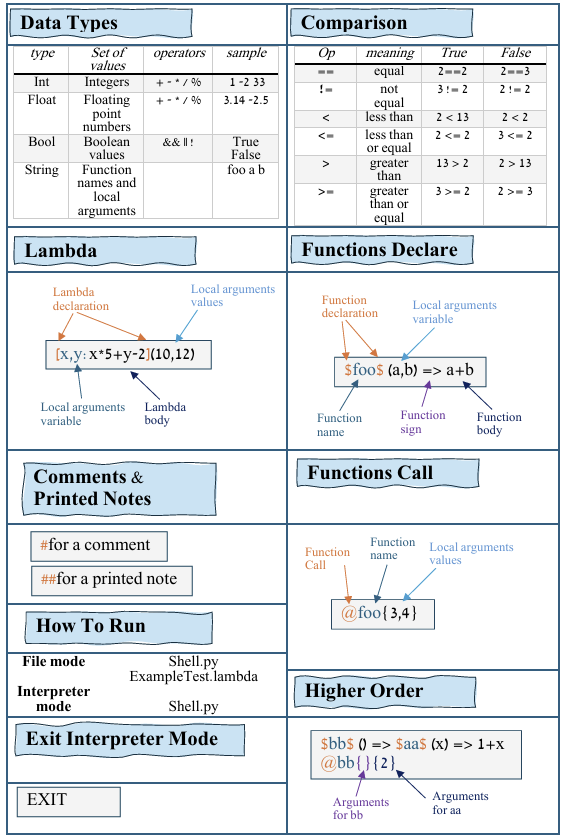 Data Types
type Set of values operators sample
Int Integers + - * / % 1 -2 33
Float Floating point numbers + - * / % 3.14 -2.5
Bool Boolean values && || ! True False
String Function names and local arguments foo a b
Comparison
Op meaning True False
== equal 2==2 2==3
!= not equal 3 != 2 2 != 2
< less than 2 < 13 2 < 2
<= less than or equal 2 <= 2 3 <= 2
> greater than 13 > 2 2 > 13
>= greater than or equal 3 >= 2 2 >= 3
Lambda
Lambda declaration
Local arguments values
[x,y: x*5+y-2](10,12)
Local arguments variable
Lambda body
Functions Declare
Function declaration
Local arguments variable
$foo$ (a,b) => a+b
Function name
Function sign
Function body
Comments &
Printed Notes
#for a comment
##for a printed note
Functions Call
Function Call
Function name
Local arguments values
@foo{3,4}
How To Run
File mode Shell.py
ExampleTest.lambda
Interpreter mode Shell.py
Higher Order
$bb$ () => $aa$ (x) => 1+x
@bb{}{2}
Arguments for bb
Arguments for aa
Exit Interpreter Mode
EXIT